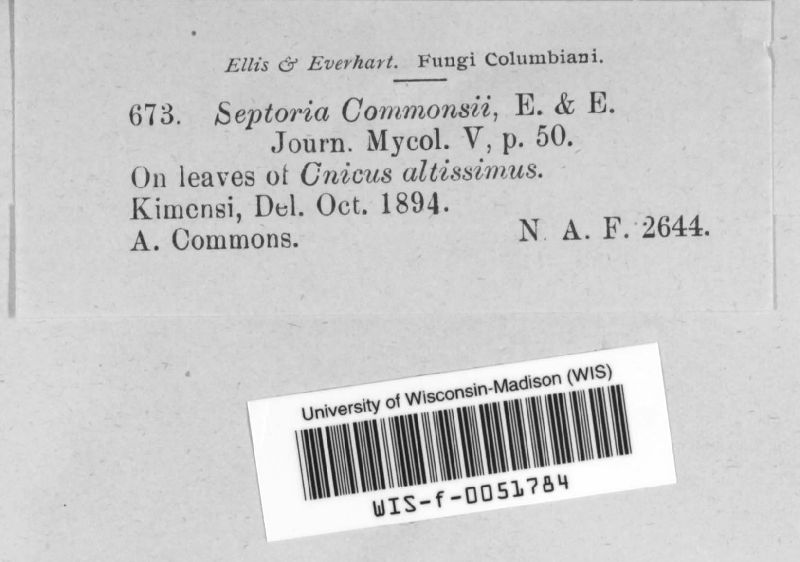 Ellis & Everhart. Fungi Columbiani.
673. Septoria Commonsii, E. & E.
Journ. Mycol. V, p. 50.
On leaves of Cnicus altissimus.
Kimensi, Del. Oct. 1894.
A. Commons. N. A. F. 2644.
University of Wisconsin-Madison (WIS)
WIS-f-0051784